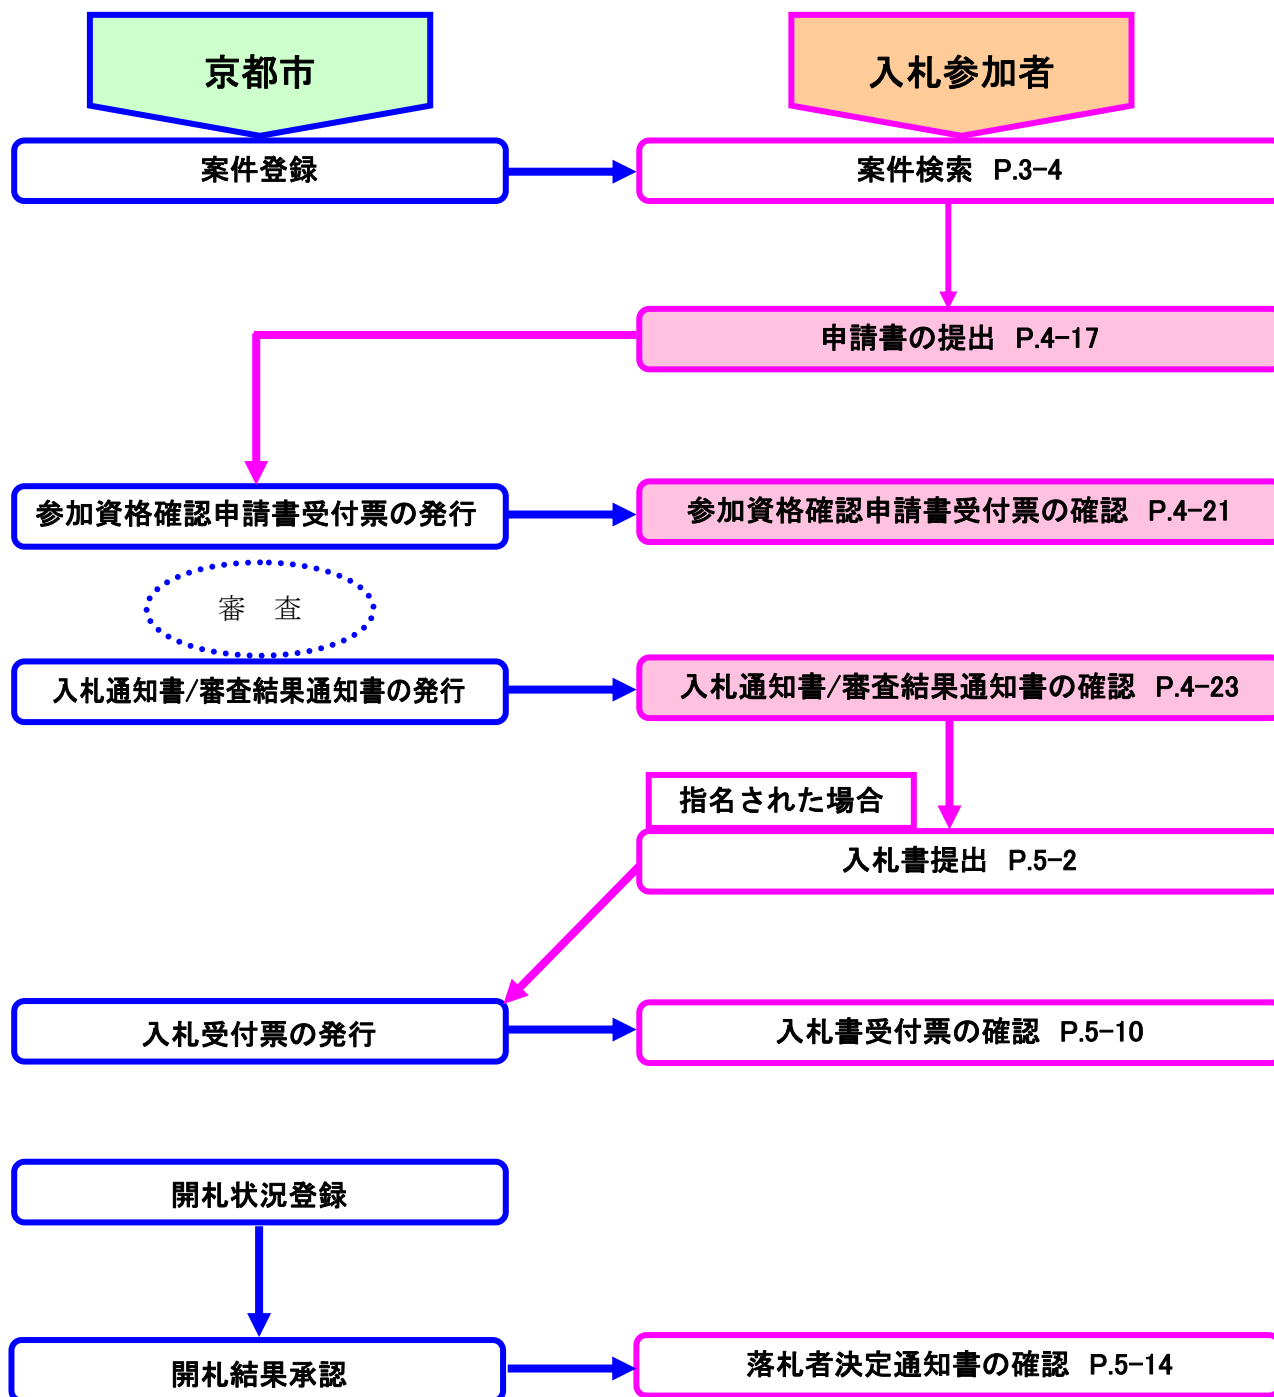 京都市
入札参加者
案件登録
案件検索 P.3-4
申請書の提出 P.4-17
参加資格確認申請書受付票の発行
参加資格確認申請書受付票の確認 P.4-21
審 査
入札通知書/審査結果通知書の発行
入札通知書/審査結果通知書の確認 P.4-23
指名された場合
入札書提出 P.5-2
入札受付票の発行
入札書受付票の確認 P.5-10
開札状況登録
開札結果承認
落札者決定通知書の確認 P.5-14